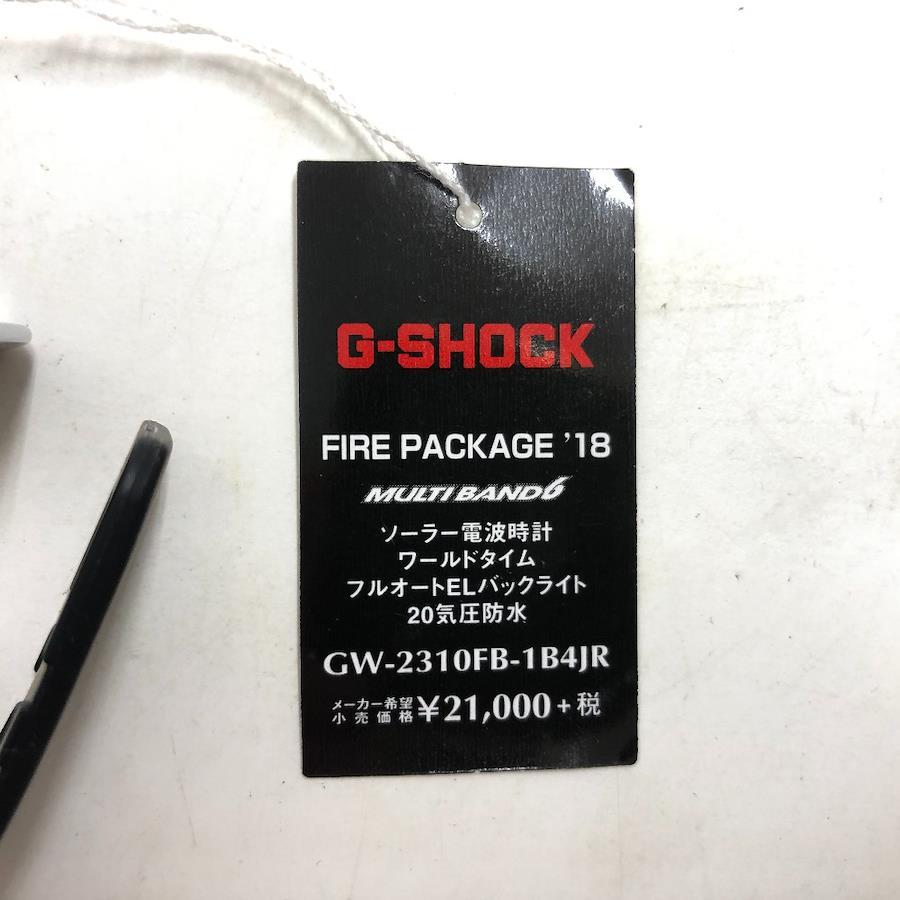 G-SHOCK
FIRE PACKAGE ’18
MULTI BAND 6
ソーラー電波時計
ワールドタイム
フルオートELバックライト
20気圧防水
GW-2310FB-1B4JR
メーカー希望
小売価格 ¥21,000+税